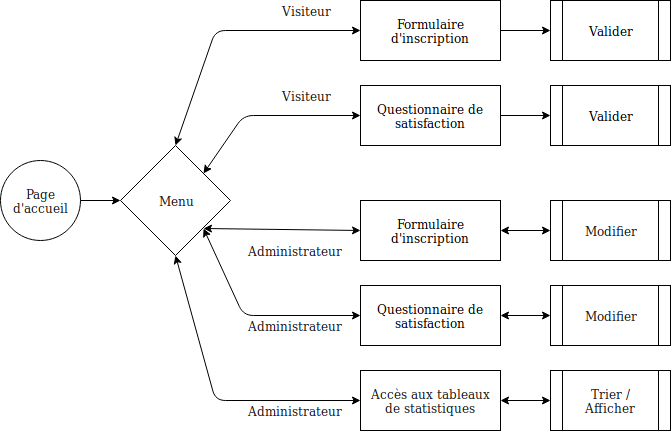 Visiteur
Formulaire
d'inscription
Valider
Visiteur
Questionnaire de
satisfaction
Valider
Page
d'accueil
Menu
Administrateur
Formulaire
d'inscription
Modifier
Administrateur
Questionnaire de
satisfaction
Modifier
Administrateur
Accès aux tableaux
de statistiques
Trier /
Afficher